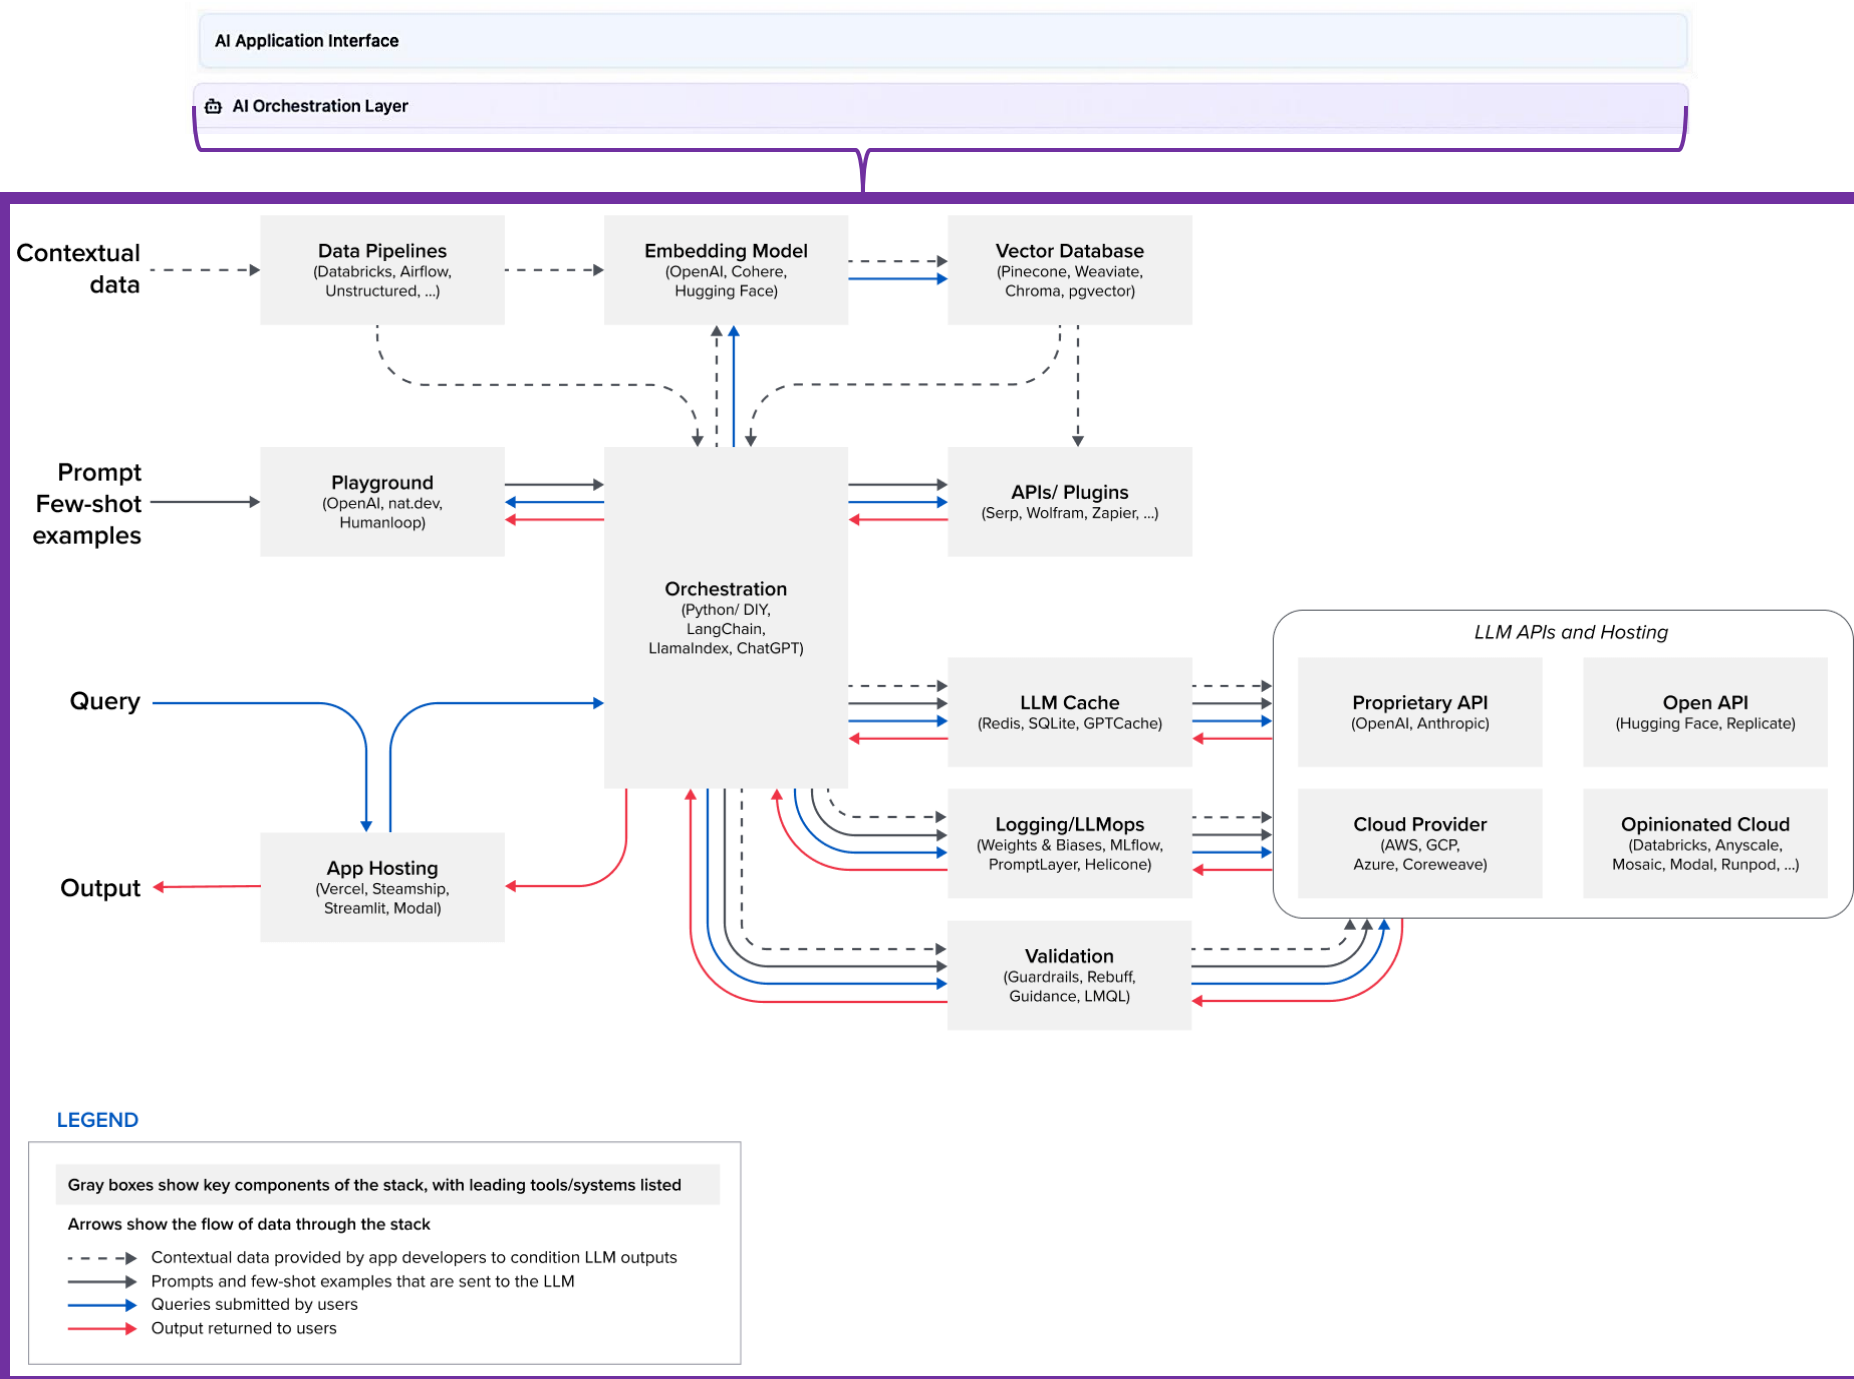 AI Application Interface
AI Orchestration Layer
Contextual
data
Data Pipelines
(Databricks, Airflow,
Unstructured, ...)
Embedding Model
(OpenAI, Cohere,
Hugging Face)
Vector Database
(Pinecone, Weaviate,
Chroma, pgvector)
Prompt
Few-shot
examples
Playground
(OpenAI, nat.dev,
Humanloop)
Orchestration
(Python/ DIY,
LangChain,
LlamaIndex, ChatGPT)
APIs/ Plugins
(Serp, Wolfram, Zapier, ...)
Query
LLM Cache
(Redis, SQLite, GPTCache)
LLM APIs and Hosting
Proprietary API
(OpenAI, Anthropic)
Open API
(Hugging Face, Replicate)
Output
App Hosting
(Vercel, Steamship,
Streamlit, Modal)
Logging/LLMops
(Weights & Biases, MLflow,
PromptLayer, Helicone)
Cloud Provider
(AWS, GCP,
Azure, Coreweave)
Opinionated Cloud
(Databricks, Anyscale,
Mosaic, Modal, Runpod, ...)
Validation
(Guardrails, Rebuff,
Guidance, LMQL)
LEGEND
Gray boxes show key components of the stack, with leading tools/systems listed
Arrows show the flow of data through the stack
Contextual data provided by app developers to condition LLM outputs
Prompts and few-shot examples that are sent to the LLM
Queries submitted by users
Output returned to users